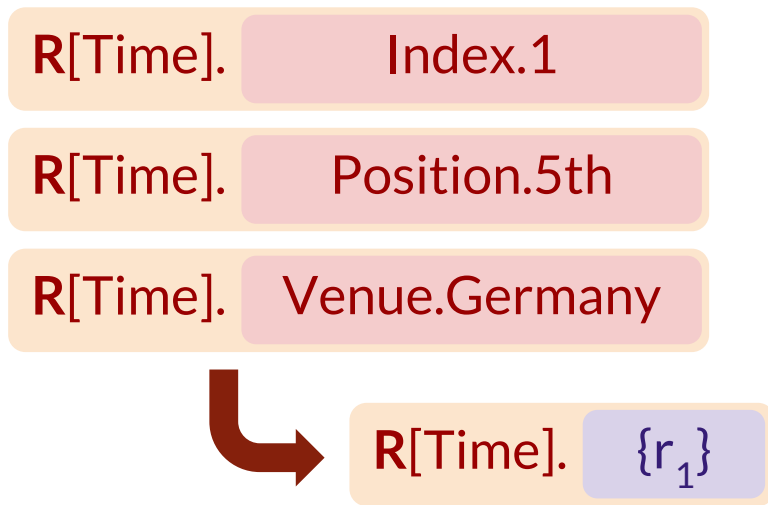 R[Time]. Index.1
R[Time]. Position.5th
R[Time]. Venue.Germany
R[Time]. {r₁}